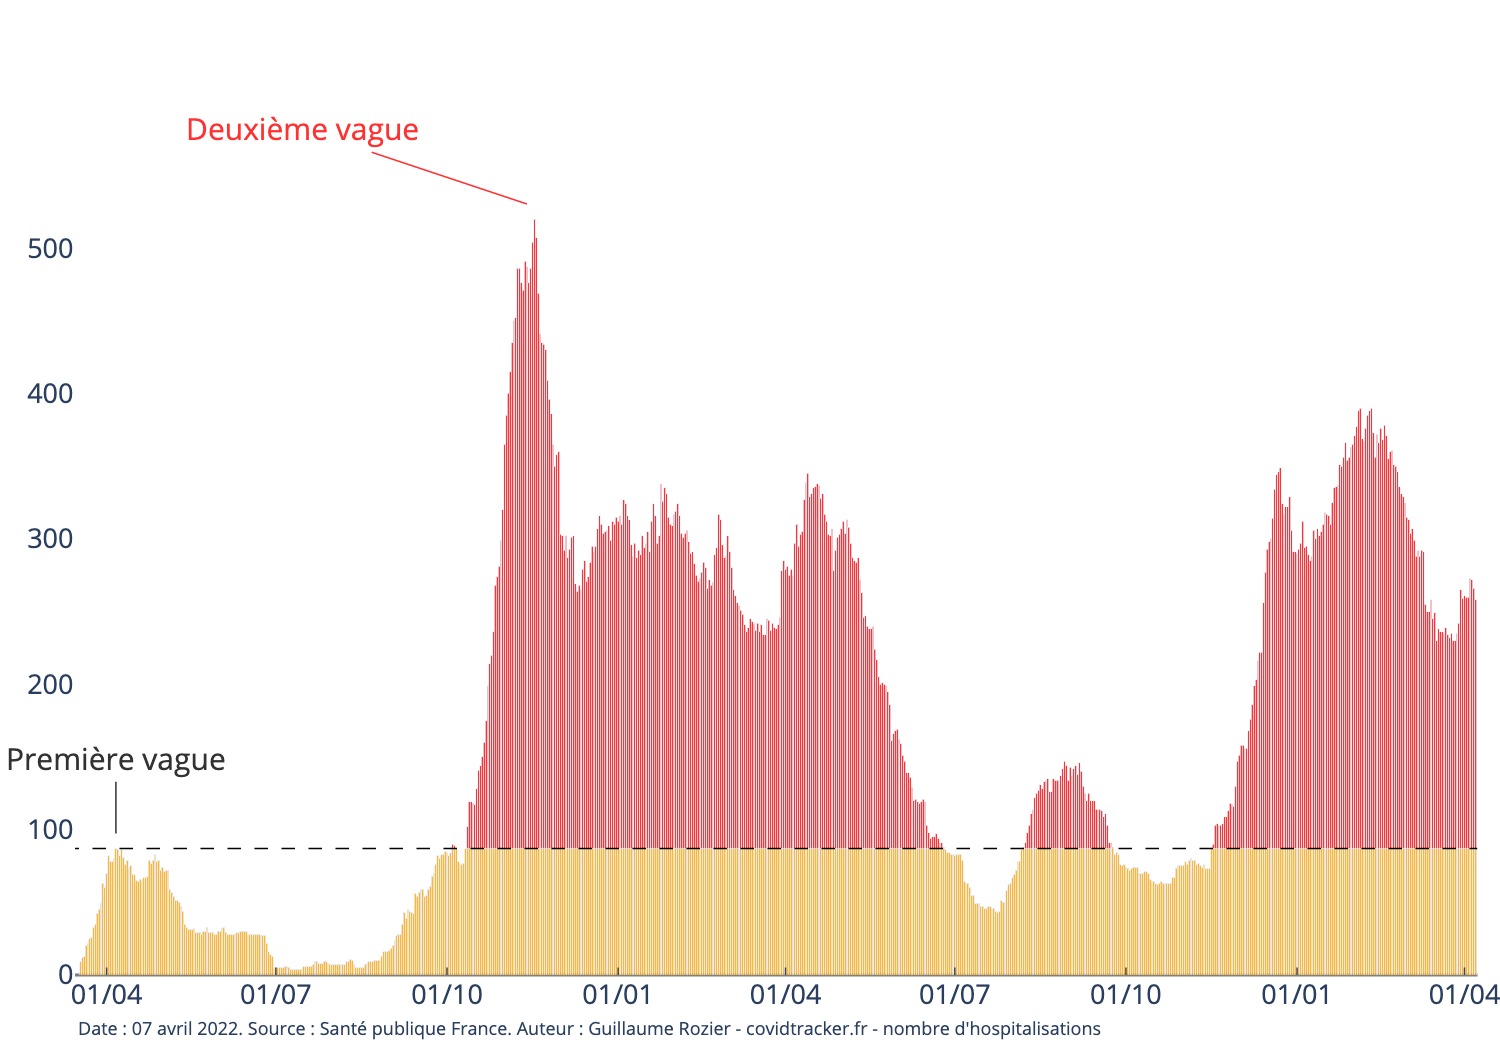 Deuxième vague
500
400
300
200
Première vague
100
0
01/04 01/07 01/10 01/01 01/04 01/07 01/10 01/01 01/04
Date : 07 avril 2022. Source : Santé publique France. Auteur : Guillaume Rozier - covidtracker.fr - nombre d'hospitalisations